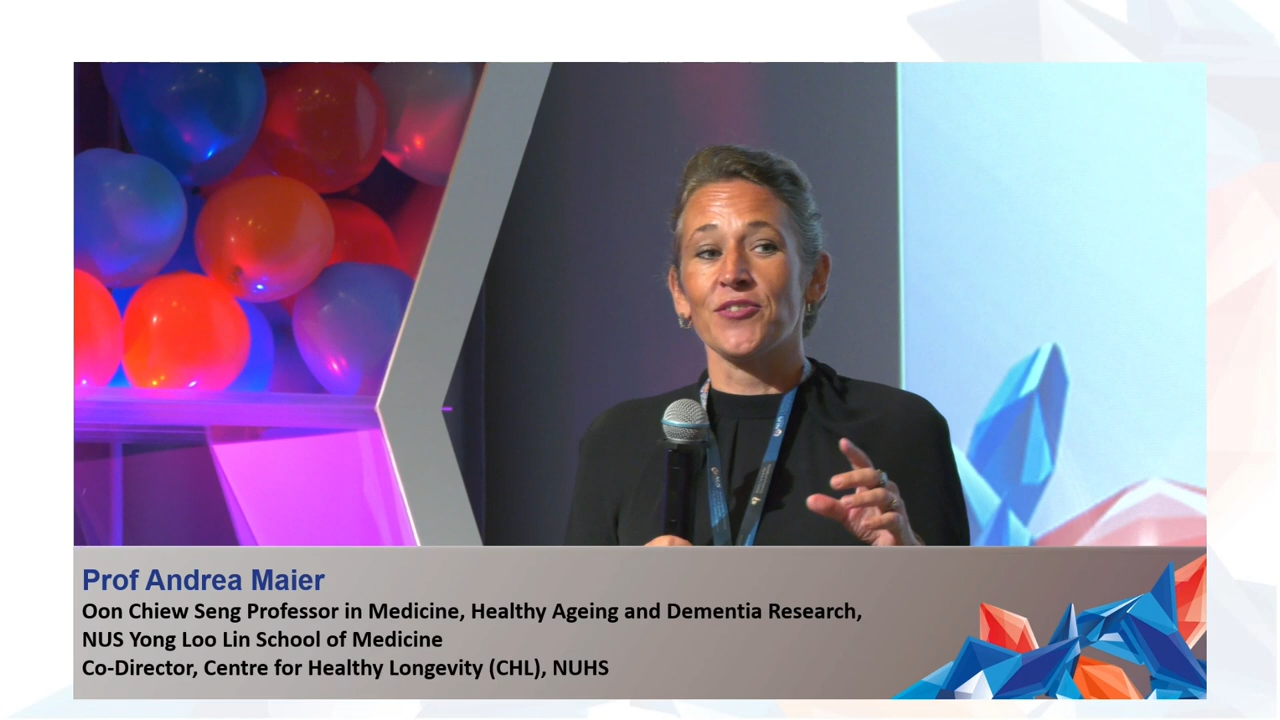 Prof Andrea Maier
Oon Chiew Seng Professor in Medicine, Healthy Ageing and Dementia Research,
NUS Yong Loo Lin School of Medicine
Co-Director, Centre for Healthy Longevity (CHL), NUHS